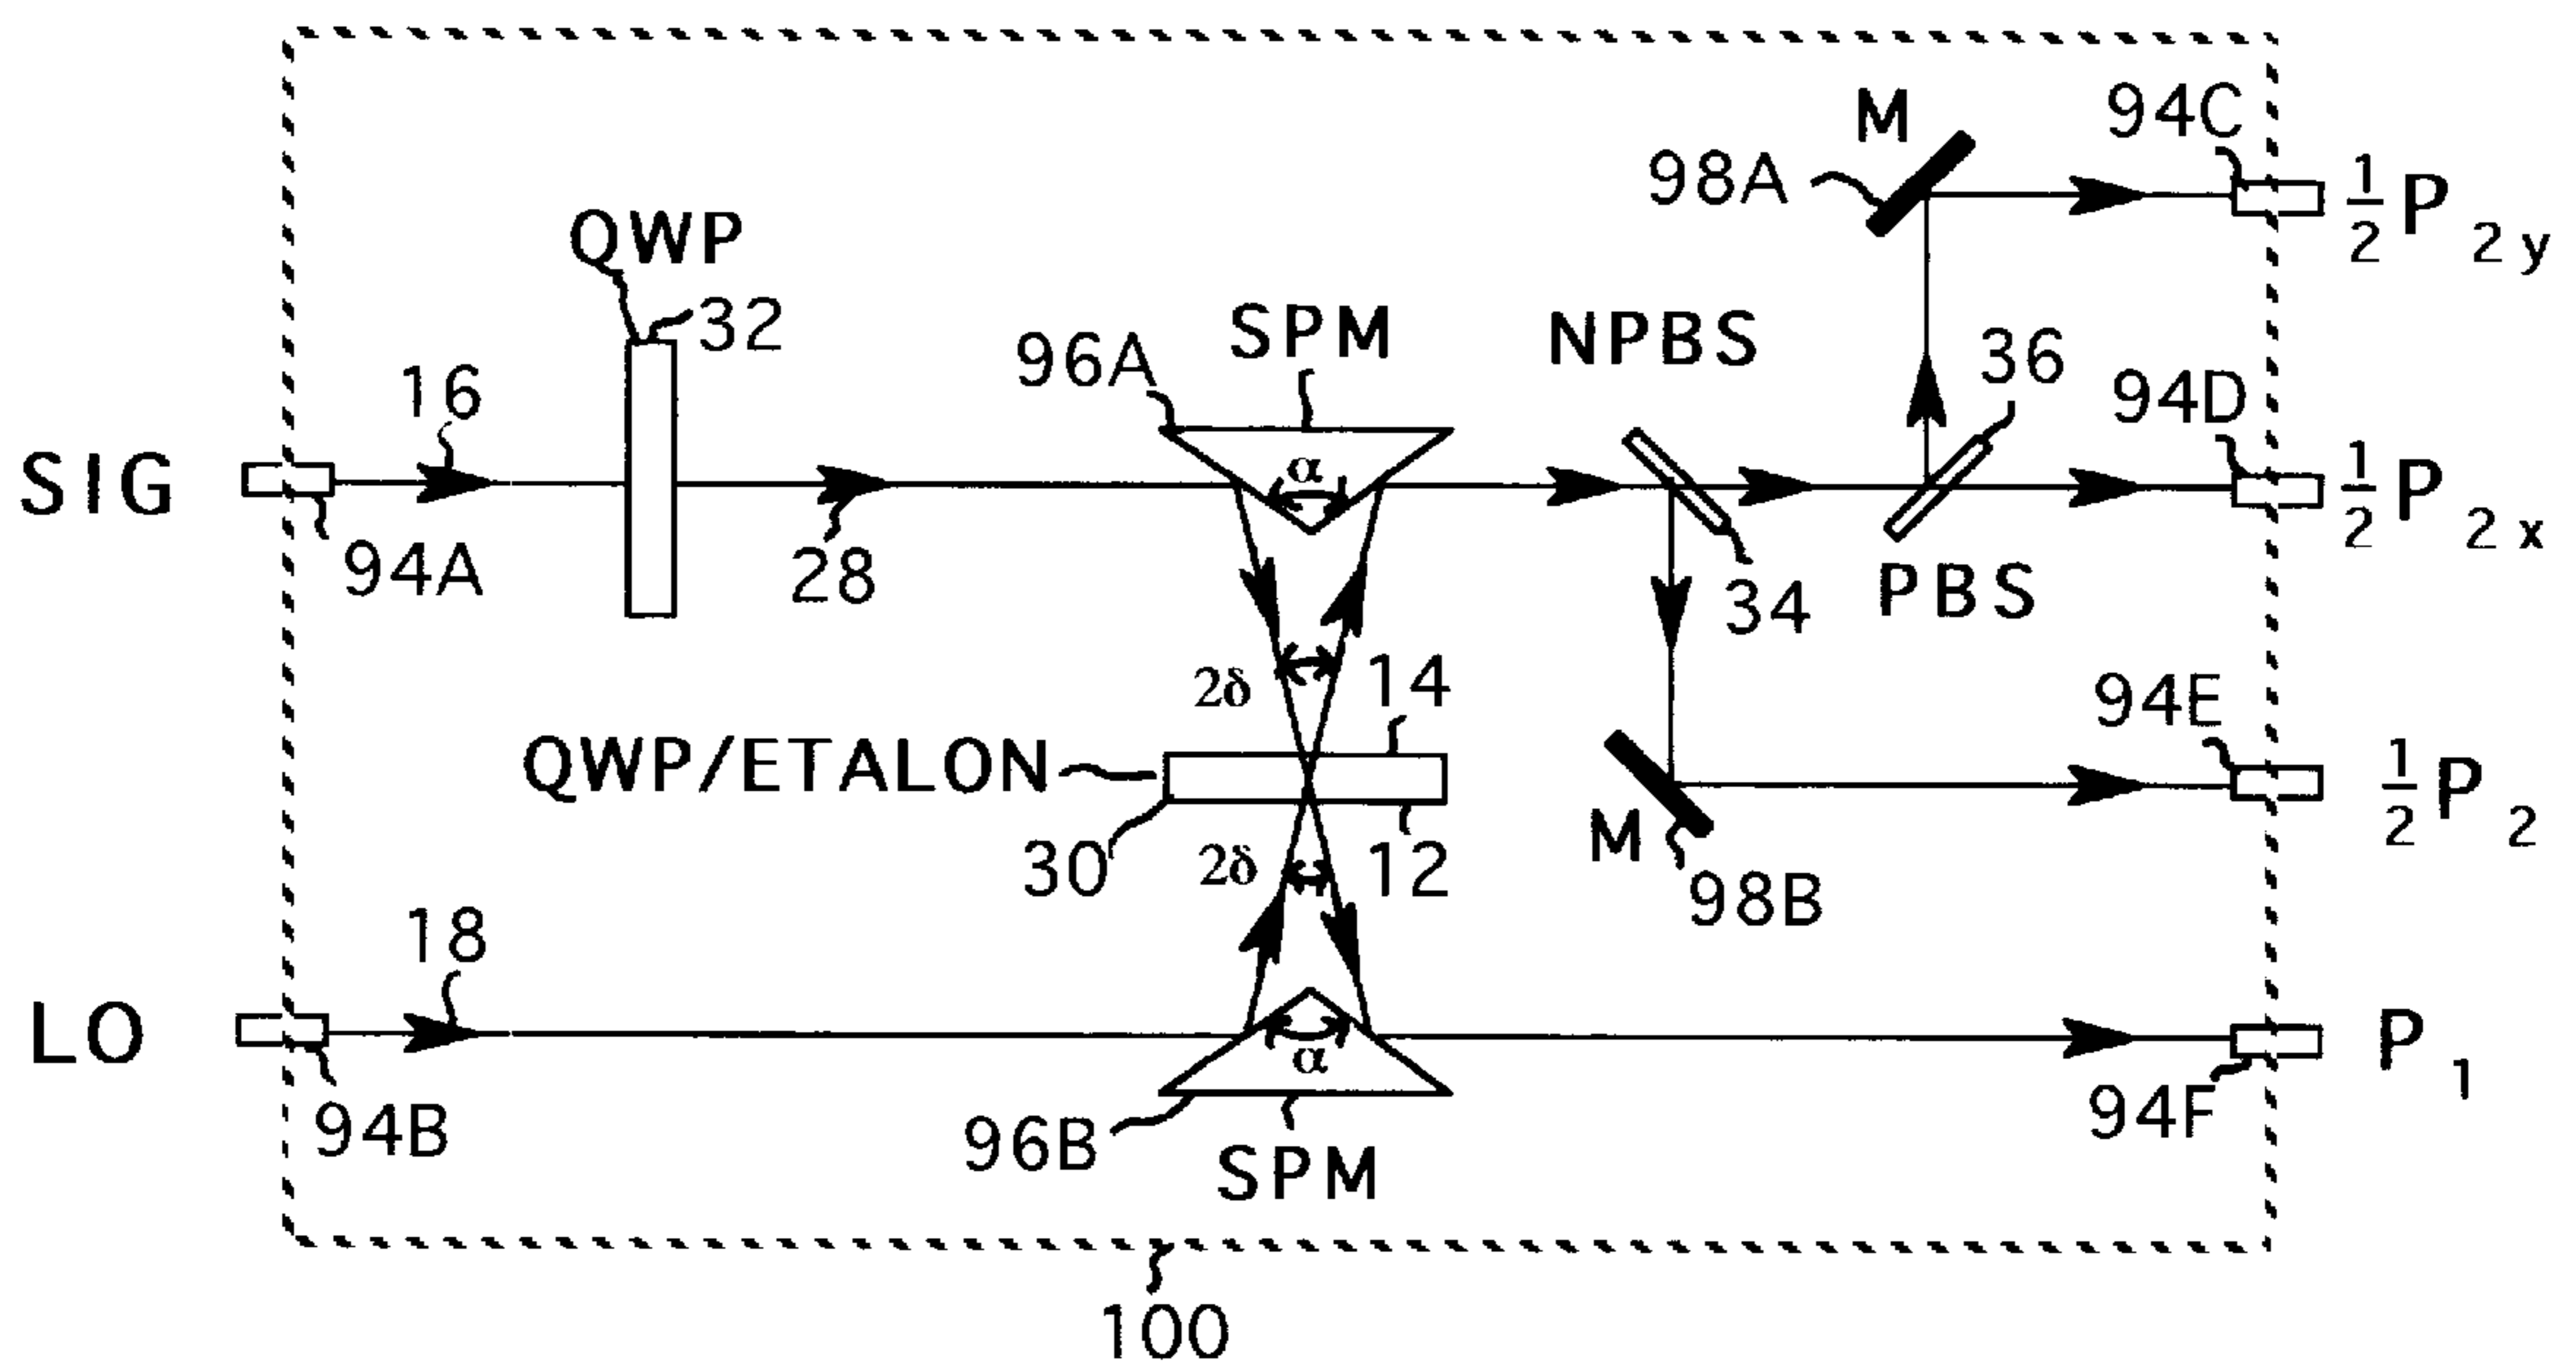 M
94C
98A
1/2 P 2y
QWP
32
SPM
NPBS
96A
36
94D
16
α
SIG
1/2 P 2x
94A
28
34
PBS
2δ
14
94E
QWP/ETALON
1/2 P 2
30
2δ
12
M
98B
18
LO
α
P 1
94B
96B
94F
SPM
100